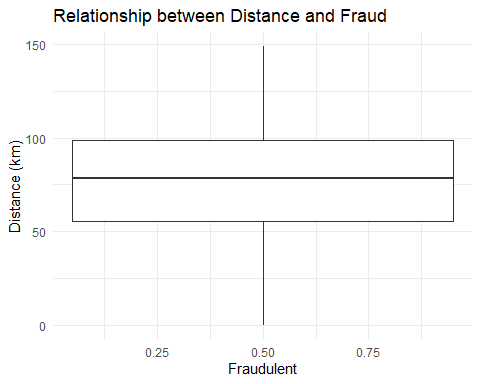 Relationship between Distance and Fraud
Distance (km)
150
100
50
0
0.25 0.50 0.75
Fraudulent